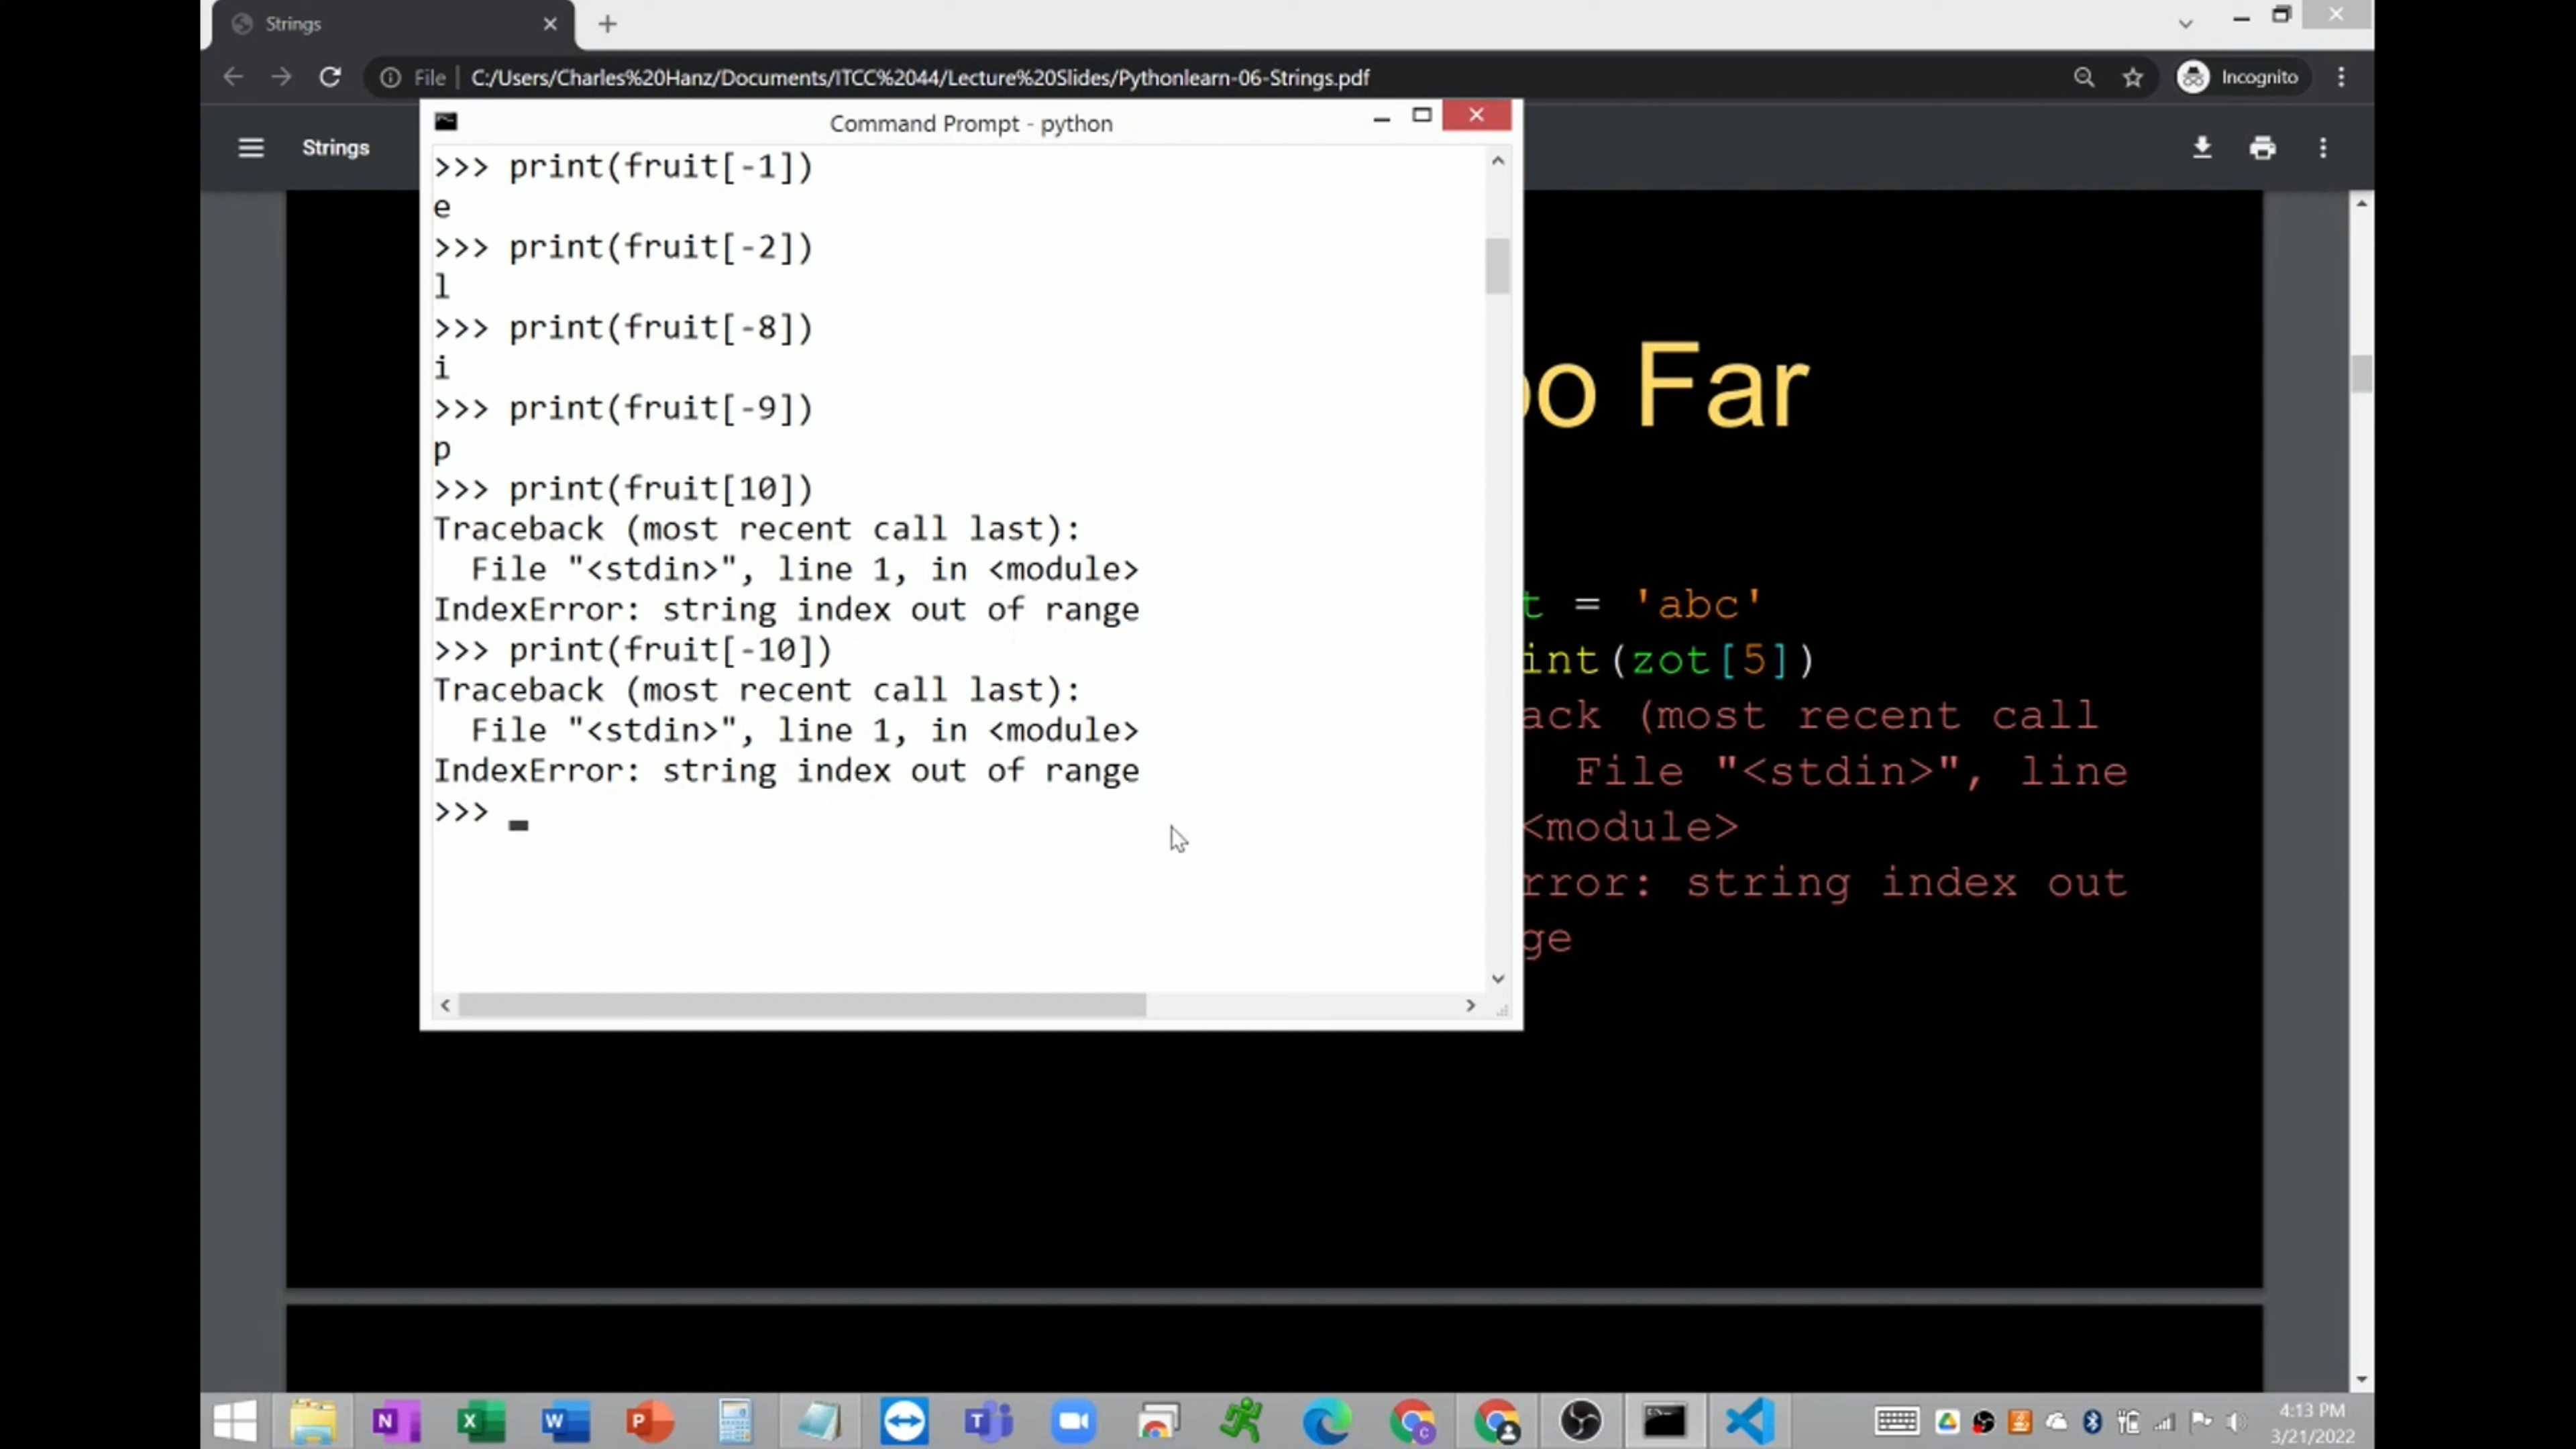 Strings
File
C:/Users/Charles%20Hanz/Documents/ITCC%2044/Lecture%20Slides/Pythonlearn-06-Strings.pdf
Incognito
Strings
Command Prompt - python
>>> print(fruit[-1])
e
>>> print(fruit[-2])
l
>>> print(fruit[-8])
i
>>> print(fruit[-9])
p
>>> print(fruit[10])
Traceback (most recent call last):
  File "<stdin>", line 1, in <module>
IndexError: string index out of range
>>> print(fruit[-10])
Traceback (most recent call last):
  File "<stdin>", line 1, in <module>
IndexError: string index out of range
>>>
oo Far
t = 'abc'
int(zot[5])
ack (most recent call
File "<stdin>", line
<module>
rror: string index out
ge
4:13 PM
3/21/2022